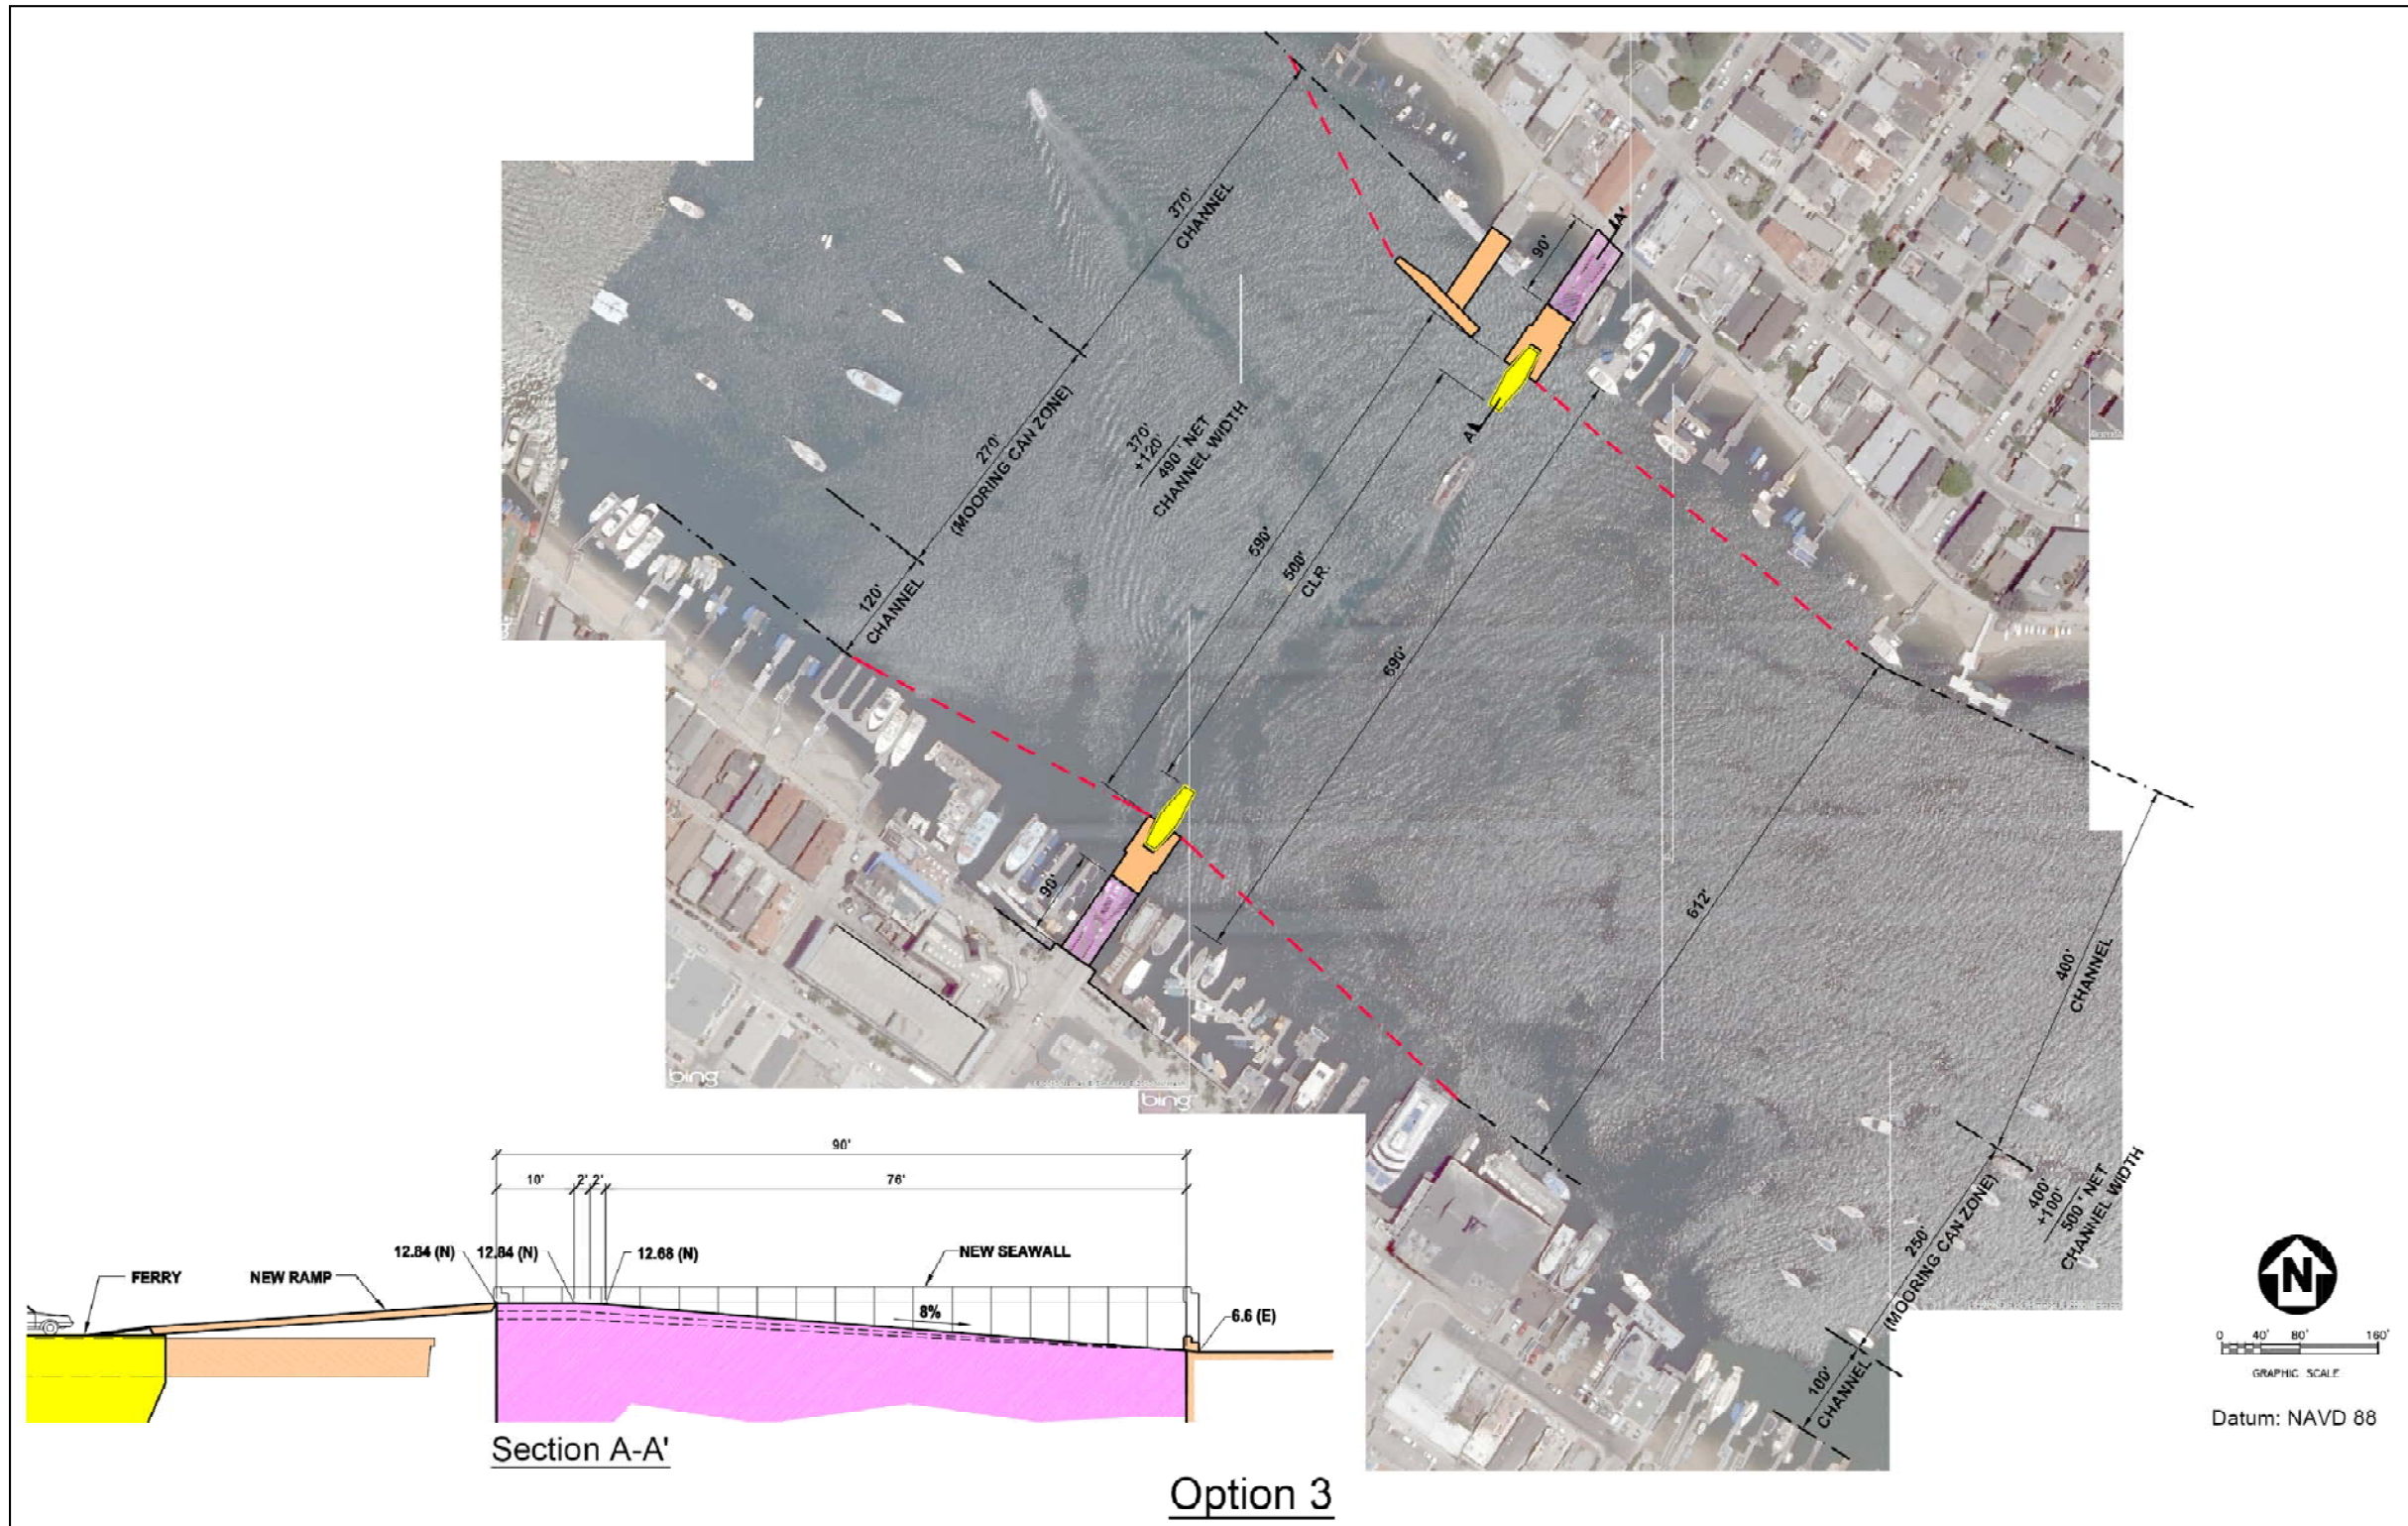 370'
CHANNEL
90'
A'
270'
(MOORING CAN ZONE)
370'
+120'
490' NET
CHANNEL WIDTH
A
590'
500'
CLR.
120'
CHANNEL
690'
90'
612'
400'
CHANNEL
bing
bing
400'
+100'
500' NET
CHANNEL WIDTH
250'
(MOORING CAN ZONE)
100'
CHANNEL
90'
10'
2'
2'
76'
12.84 (N)
12.84 (N)
12.68 (N)
NEW SEAWALL
FERRY
NEW RAMP
8%
6.6 (E)
Section A-A'
Option 3
N
0 40' 80' 160'
GRAPHIC SCALE
Datum: NAVD 88